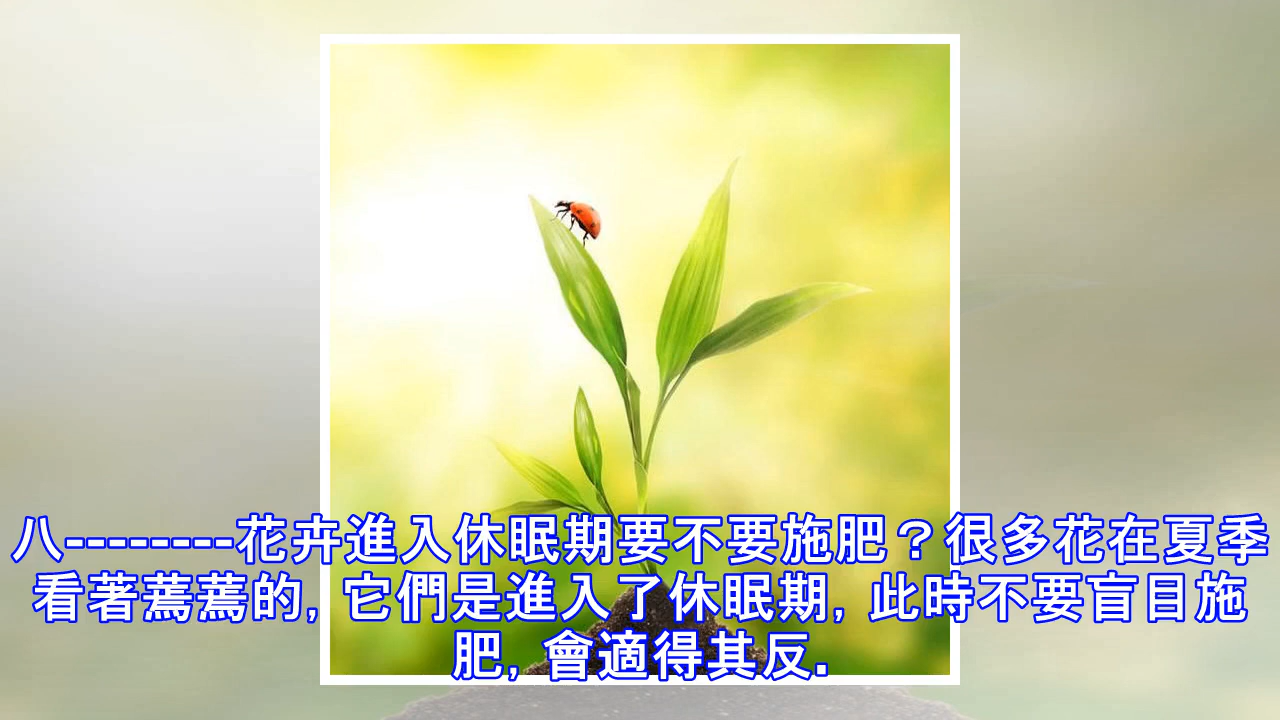 八--------花卉進入休眠期要不要施肥？很多花在夏季
看著蔫蔫的, 它們是進入了休眠期, 此時不要盲目施
肥, 會適得其反.